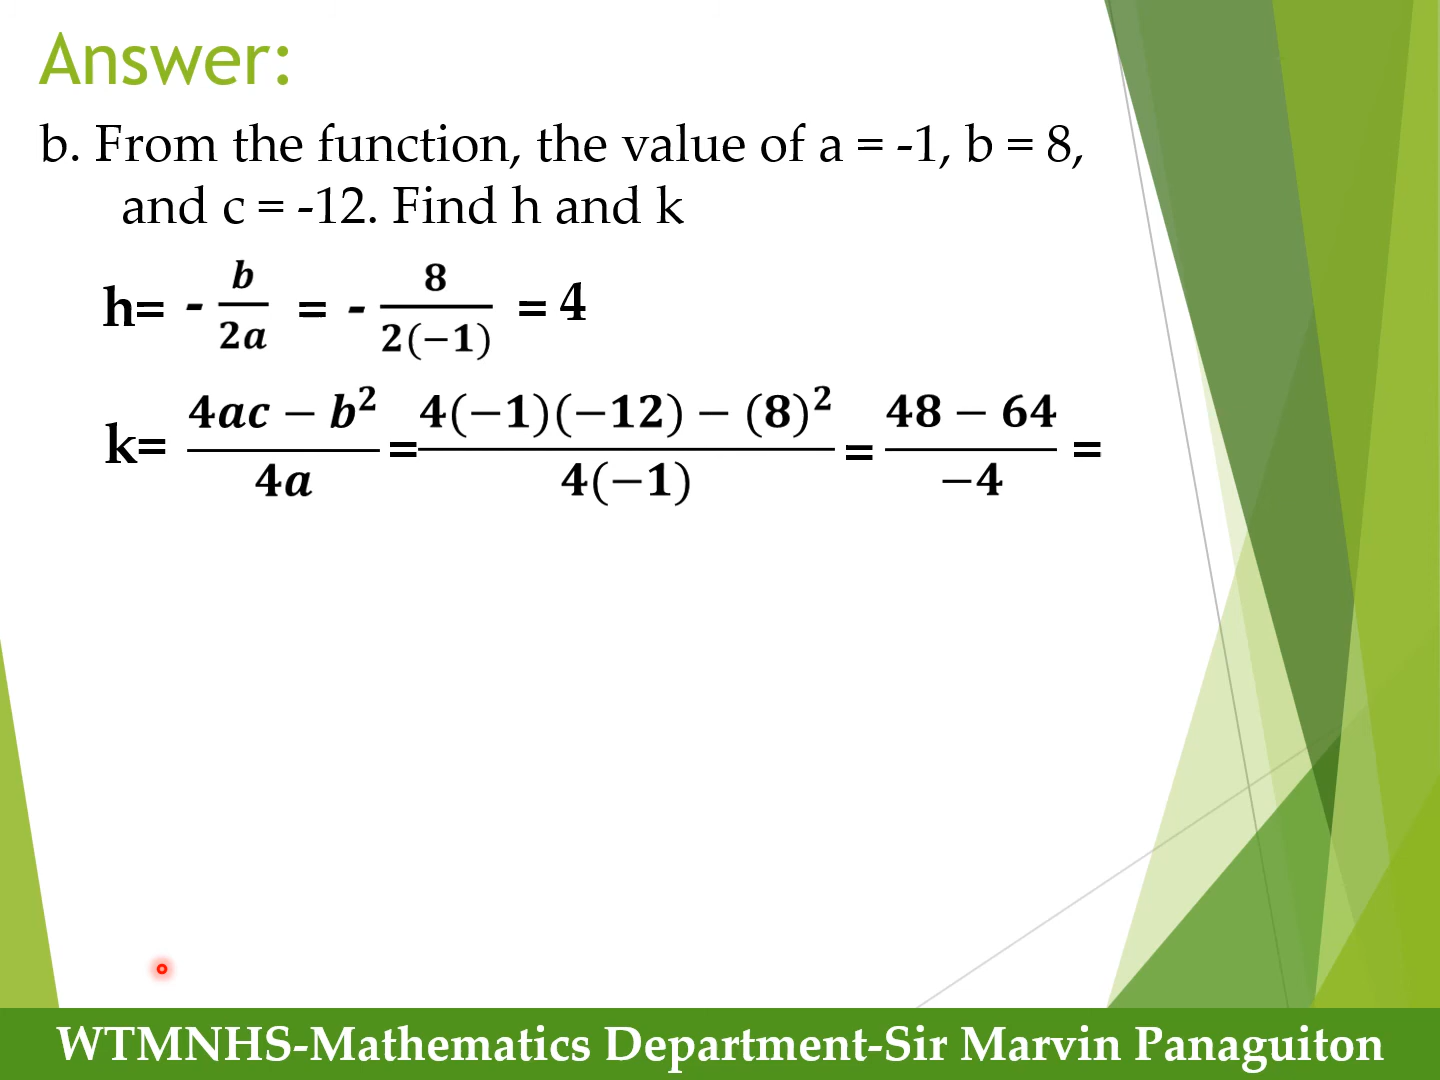 Answer:
b. From the function, the value of a = -1, b = 8,
and c = -12. Find h and k
h= - b/2a = - 8/2(−1) = 4
k= 4ac − b²/4a = 4(−1)(−12) − (8)²/4(−1) = 48 − 64/−4 =
WTMNHS-Mathematics Department-Sir Marvin Panaguiton